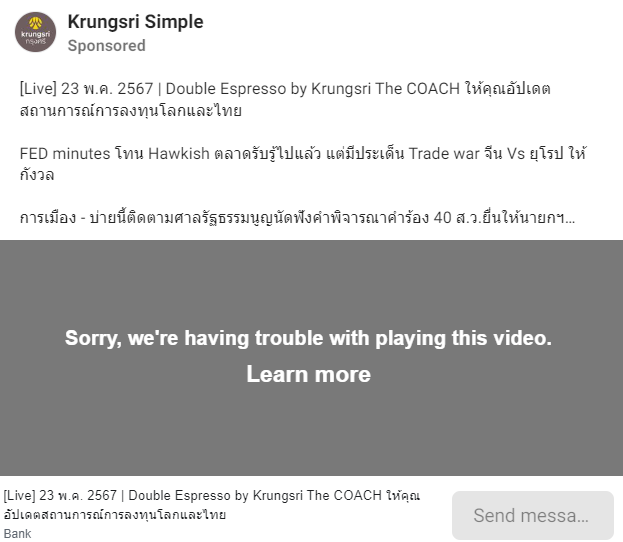 krungsri
กรุงศรี
Krungsri Simple
Sponsored
[Live] 23 พ.ค. 2567 | Double Espresso by Krungsri The COACH ให้คุณอัปเดต
สถานการณ์การลงทุนโลกและไทย
FED minutes โทน Hawkish ตลาดรับรู้ไปแล้ว แต่มีประเด็น Trade war จีน Vs ยุโรป ให้
กังวล
การเมือง - บ่ายนี้ติดตามศาลรัฐธรรมนูญนัดฟังคำพิจารณาคำร้อง 40 ส.ว.ยื่นให้นายกฯ...
Sorry, we're having trouble with playing this video.
Learn more
[Live] 23 พ.ค. 2567 | Double Espresso by Krungsri The COACH ให้คุณ
อัปเดตสถานการณ์การลงทุนโลกและไทย
Bank
Send messa...